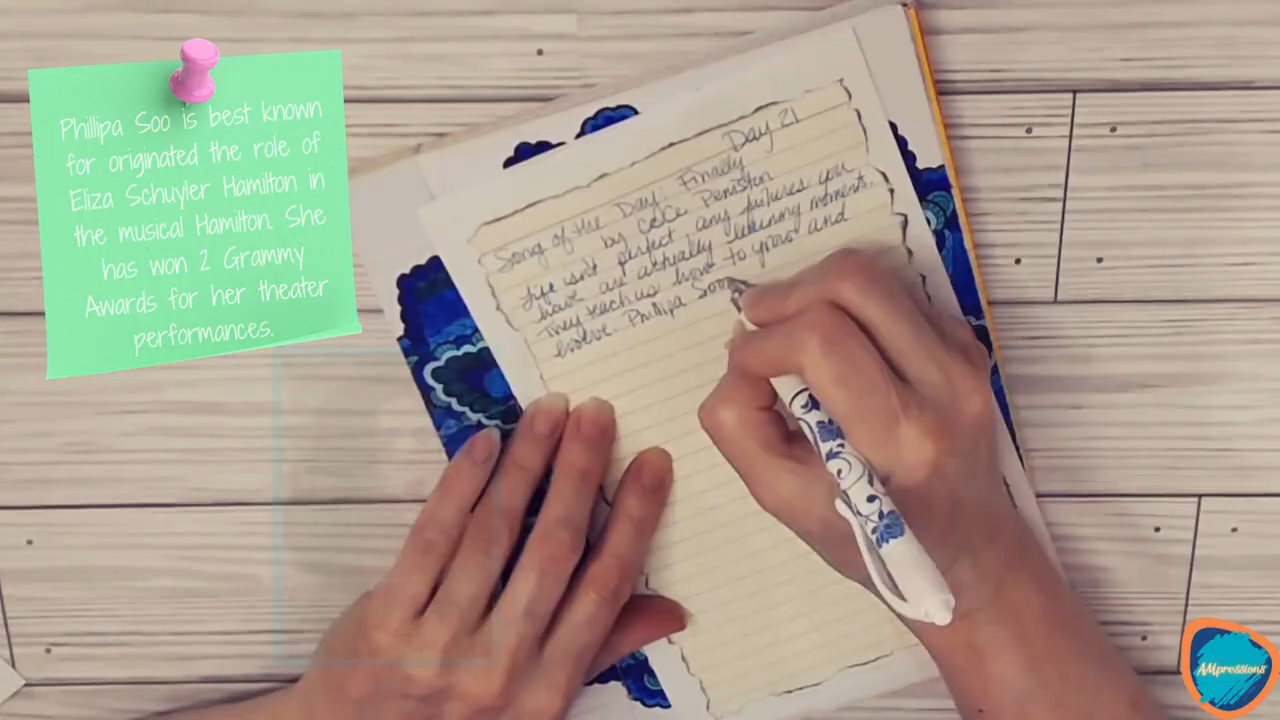 Phillipa Soo is best known
for originated the role of
Eliza Schuyler Hamilton in
the musical Hamilton. She
has won 2 Grammy
Awards for her theater
performances.
Day 21
Song of the Day: Finally
by CeCe Peniston
Life isn't perfect any failures you
have are actually learning moments.
They teach us how to grow and
evolve. Phillipa Soo
AMpressions